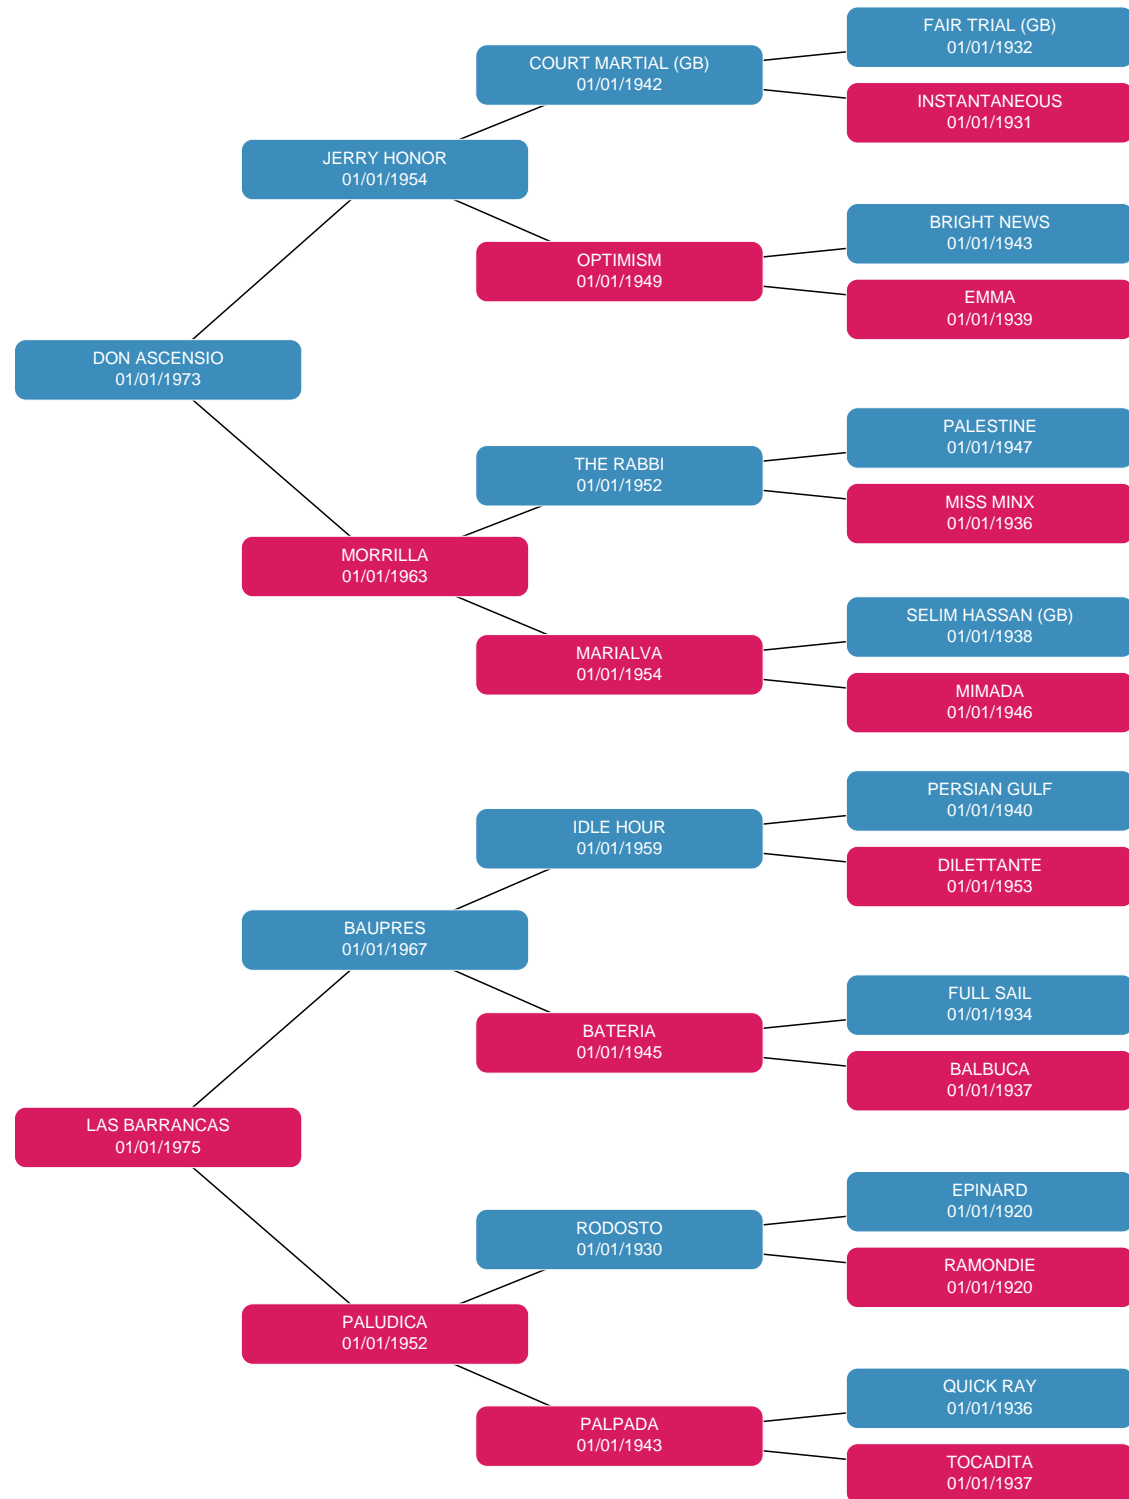 FAIR TRIAL (GB)
01/01/1932
COURT MARTIAL (GB)
01/01/1942
INSTANTANEOUS
01/01/1931
JERRY HONOR
01/01/1954
BRIGHT NEWS
01/01/1943
OPTIMISM
01/01/1949
EMMA
01/01/1939
DON ASCENSIO
01/01/1973
PALESTINE
01/01/1947
THE RABBI
01/01/1952
MISS MINX
01/01/1936
MORRILLA
01/01/1963
SELIM HASSAN (GB)
01/01/1938
MARIALVA
01/01/1954
MIMADA
01/01/1946
PERSIAN GULF
01/01/1940
IDLE HOUR
01/01/1959
DILETTANTE
01/01/1953
BAUPRES
01/01/1967
FULL SAIL
01/01/1934
BATERIA
01/01/1945
BALBUCA
01/01/1937
LAS BARRANCAS
01/01/1975
EPINARD
01/01/1920
RODOSTO
01/01/1930
RAMONDIE
01/01/1920
PALUDICA
01/01/1952
QUICK RAY
01/01/1936
PALPADA
01/01/1943
TOCADITA
01/01/1937